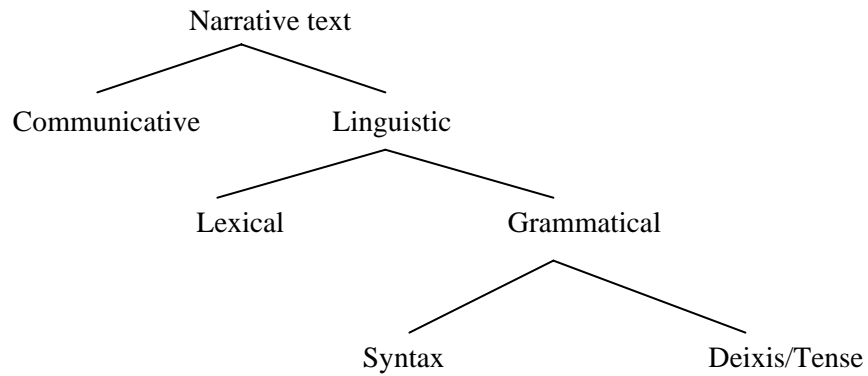 Narrative text
Communicative Linguistic
Lexical Grammatical
Syntax Deixis/Tense